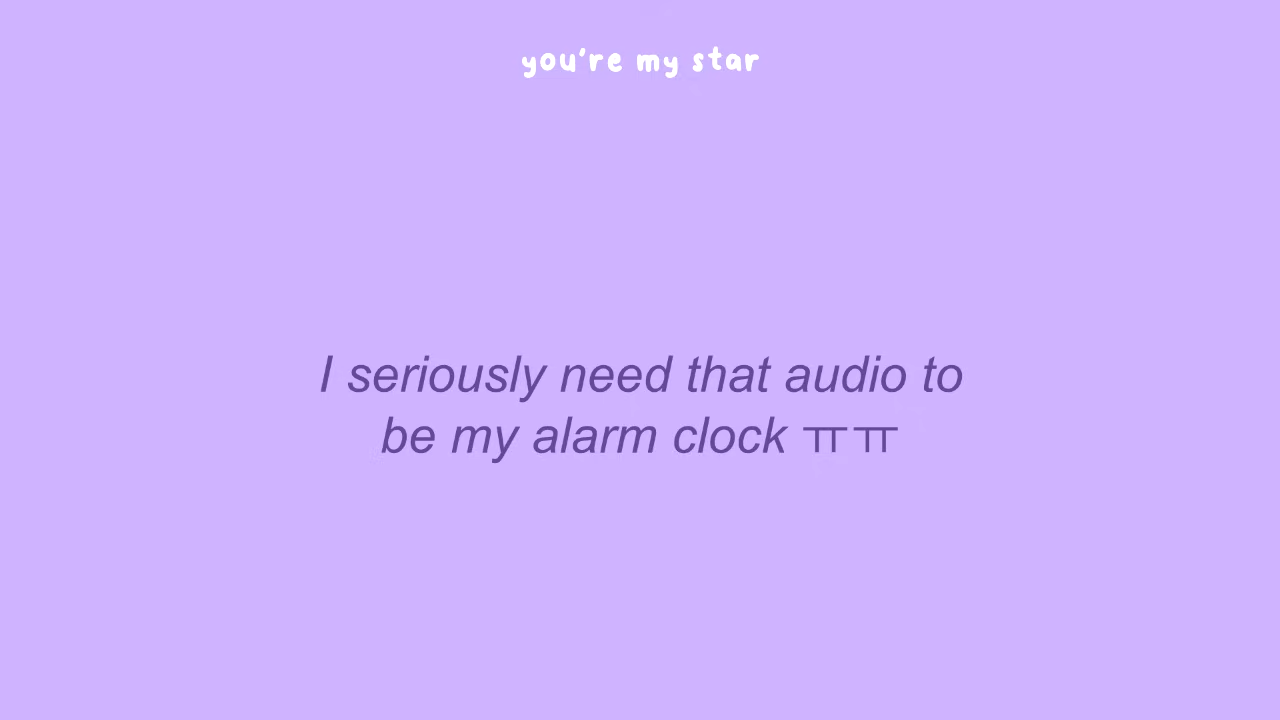 you're my star
I seriously need that audio to
be my alarm clock ㅠㅠ